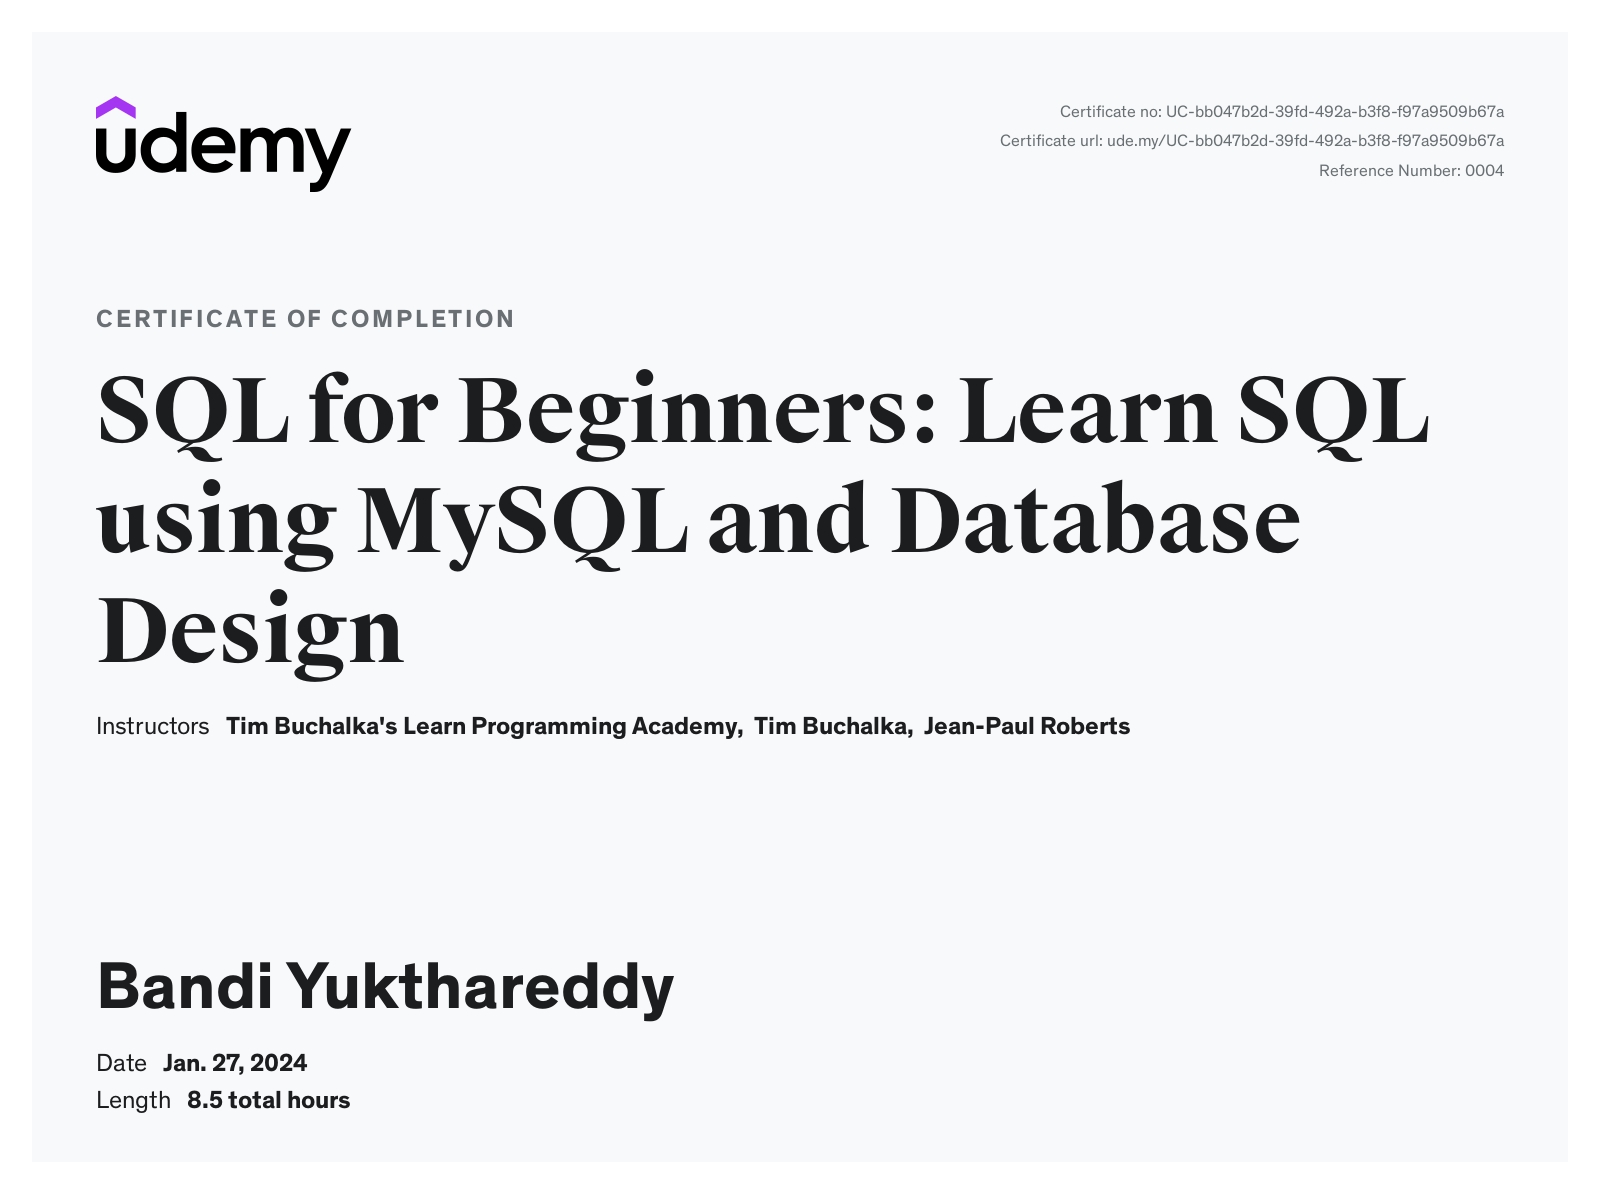 udemy
Certificate no: UC-bb047b2d-39fd-492a-b3f8-f97a9509b67a
Certificate url: ude.my/UC-bb047b2d-39fd-492a-b3f8-f97a9509b67a
Reference Number: 0004
CERTIFICATE OF COMPLETION
SQL for Beginners: Learn SQL
using MySQL and Database
Design
Instructors Tim Buchalka's Learn Programming Academy, Tim Buchalka, Jean-Paul Roberts
Bandi Yukthareddy
Date Jan. 27, 2024
Length 8.5 total hours